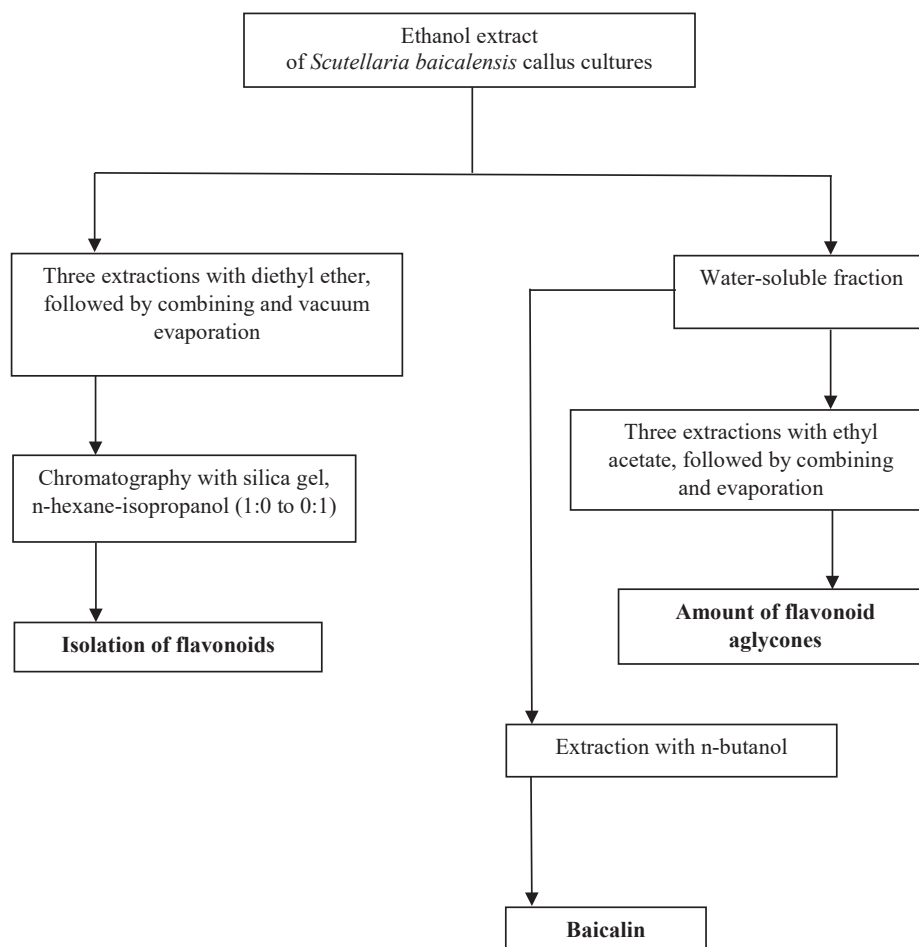 Ethanol extract
of Scutellaria baicalensis callus cultures
Three extractions with diethyl ether,
followed by combining and vacuum
evaporation
Water-soluble fraction
Chromatography with silica gel,
n-hexane-isopropanol (1:0 to 0:1)
Three extractions with ethyl
acetate, followed by combining
and evaporation
Isolation of flavonoids
Amount of flavonoid
aglycones
Extraction with n-butanol
Baicalin